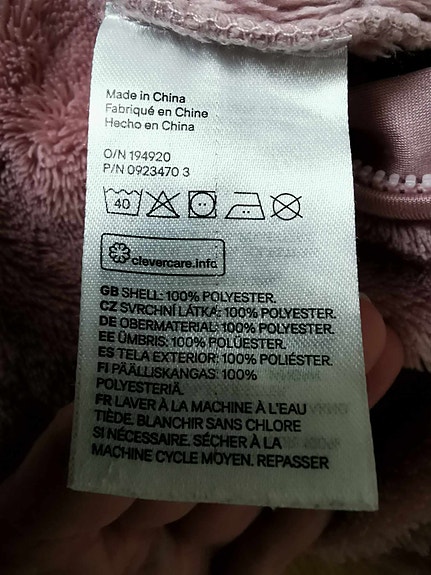 Made in China
Fabriqué en Chine
Hecho en China
O/N 194920
P/N 0923470 3
40
clevercare.info
GB SHELL: 100% POLYESTER.
CZ SVRCHNÍ LÁTKA: 100% POLYESTER.
DE OBERMATERIAL: 100% POLYESTER.
EE ÜMBRIS: 100% POLÜESTER.
ES TELA EXTERIOR: 100% POLIÉSTER.
FI PÄÄLLISKANGAS: 100%
POLYESTERIÄ.
FR LAVER À LA MACHINE À L'EAU
TIÈDE. BLANCHIR SANS CHLORE
SI NÉCESSAIRE. SÉCHER À LA
MACHINE CYCLE MOYEN. REPASSER